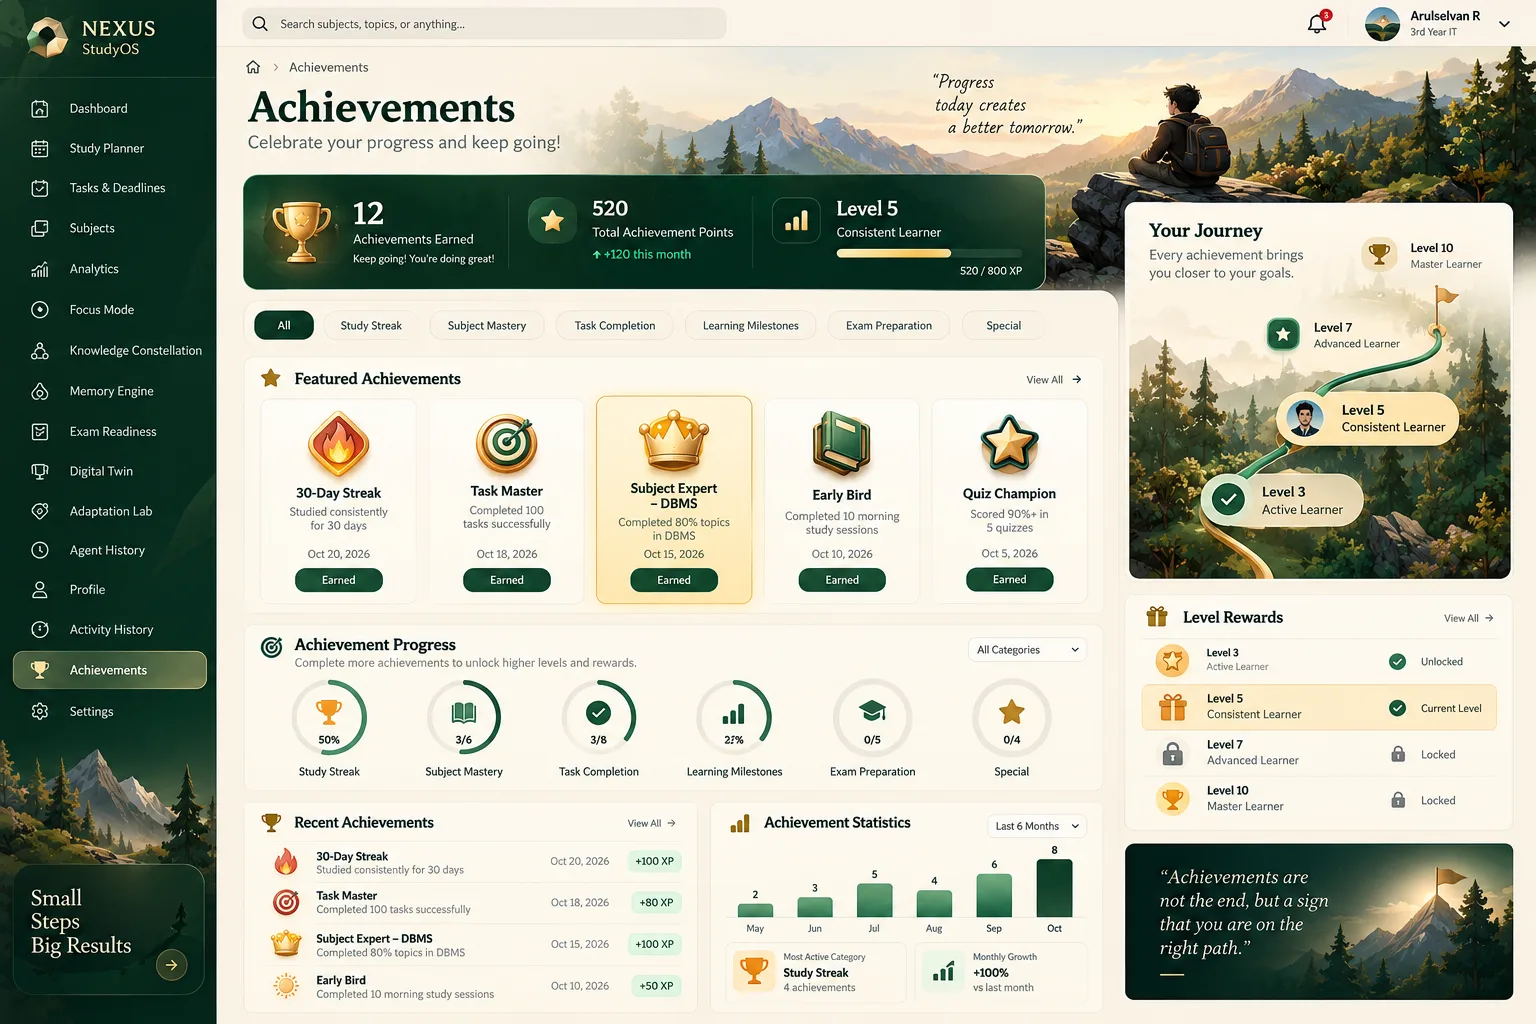 NEXUS
StudyOS
Dashboard
Study Planner
Tasks & Deadlines
Subjects
Analytics
Focus Mode
Knowledge Constellation
Memory Engine
Exam Readiness
Digital Twin
Adaptation Lab
Agent History
Profile
Activity History
Achievements
Settings
Small
Steps
Big Results
Search subjects, topics, or anything...
3
Arulselvan R
3rd Year IT
Achievements
Achievements
Celebrate your progress and keep going!
“Progress
today creates
a better tomorrow.”
12
Achievements Earned
Keep going! You're doing great!
520
Total Achievement Points
+120 this month
Level 5
Consistent Learner
520 / 800 XP
All
Study Streak
Subject Mastery
Task Completion
Learning Milestones
Exam Preparation
Special
Featured Achievements
View All
30-Day Streak
Studied consistently
for 30 days
Oct 20, 2026
Earned
Task Master
Completed 100
tasks successfully
Oct 18, 2026
Earned
Subject Expert
– DBMS
Completed 80% topics
in DBMS
Oct 15, 2026
Earned
Early Bird
Completed 10 morning
study sessions
Oct 10, 2026
Earned
Quiz Champion
Scored 90%+ in
5 quizzes
Oct 5, 2026
Earned
Achievement Progress
Complete more achievements to unlock higher levels and rewards.
All Categories
50%
Study Streak
3/6
Subject Mastery
3/8
Task Completion
Learning Milestones
0/5
Exam Preparation
0/4
Special
Recent Achievements
View All
30-Day Streak
Studied consistently for 30 days
Oct 20, 2026
+100 XP
Task Master
Completed 100 tasks successfully
Oct 18, 2026
+80 XP
Subject Expert – DBMS
Completed 80% topics in DBMS
Oct 15, 2026
+100 XP
Early Bird
Completed 10 morning study sessions
Oct 10, 2026
+50 XP
Achievement Statistics
Last 6 Months
2
3
5
4
6
8
May
Jun
Jul
Aug
Sep
Oct
Most Active Category
Study Streak
4 achievements
Monthly Growth
+100%
vs last month
Your Journey
Every achievement brings
you closer to your goals.
Level 10
Master Learner
Level 7
Advanced Learner
Level 5
Consistent Learner
Level 3
Active Learner
Level Rewards
View All
Level 3
Active Learner
Unlocked
Level 5
Consistent Learner
Current Level
Level 7
Advanced Learner
Locked
Level 10
Master Learner
Locked
“Achievements are
not the end, but a sign
that you are on the
right path.”